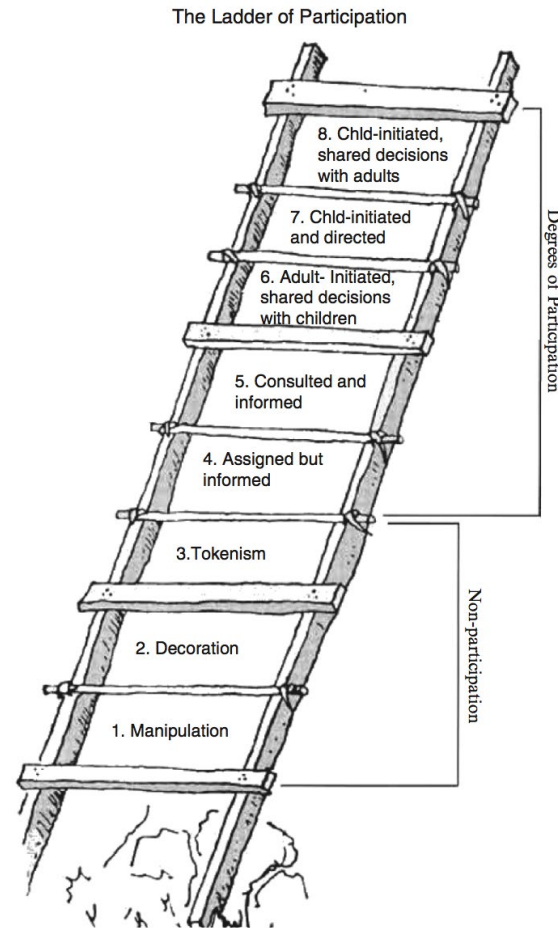 The Ladder of Participation
8. Chld-initiated,
shared decisions
with adults
7. Chld-initiated
and directed
6. Adult- Initiated,
shared decisions
with children
5. Consulted and
informed
4. Assigned but
informed
3.Tokenism
2. Decoration
1. Manipulation
Degrees of Participation
Non-participation